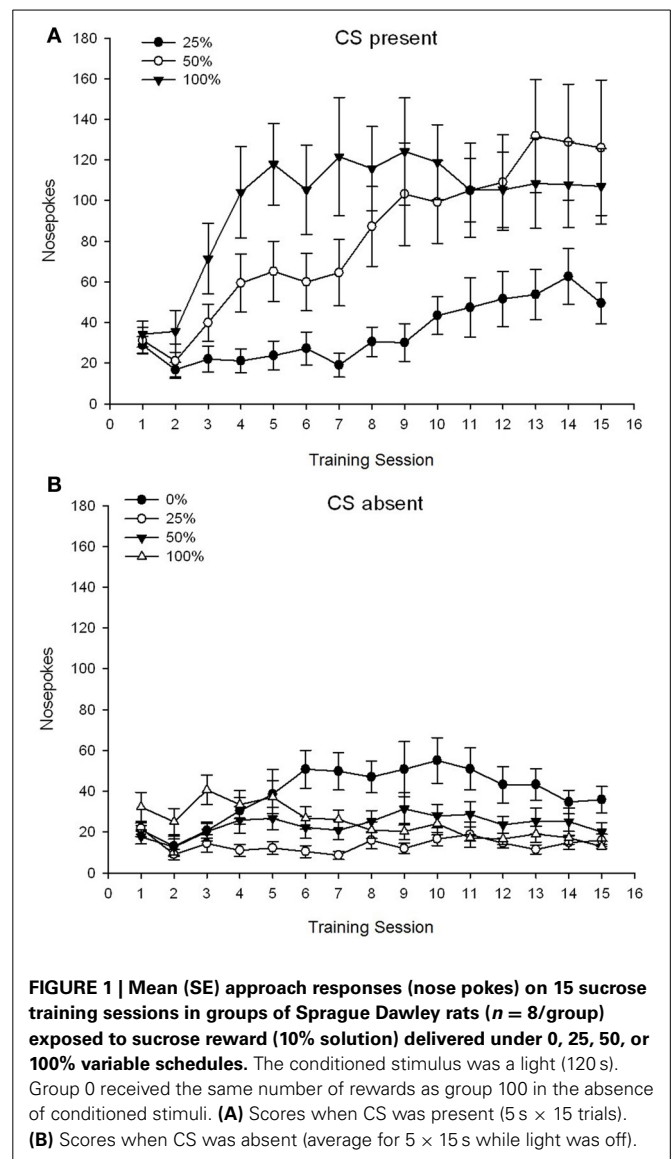 A
CS present
25%
50%
100%
180
160
140
120
100
80
60
40
20
0
Nosepokes
0 1 2 3 4 5 6 7 8 9 10 11 12 13 14 15 16
Training Session
B
CS absent
0%
25%
50%
100%
180
160
140
120
100
80
60
40
20
0
Nosepokes
0 1 2 3 4 5 6 7 8 9 10 11 12 13 14 15 16
Training Session
FIGURE 1 | Mean (SE) approach responses (nose pokes) on 15 sucrose
training sessions in groups of Sprague Dawley rats (n = 8/group)
exposed to sucrose reward (10% solution) delivered under 0, 25, 50, or
100% variable schedules. The conditioned stimulus was a light (120 s).
Group 0 received the same number of rewards as group 100 in the absence
of conditioned stimuli. (A) Scores when CS was present (5 s × 15 trials).
(B) Scores when CS was absent (average for 5 × 15 s while light was off).